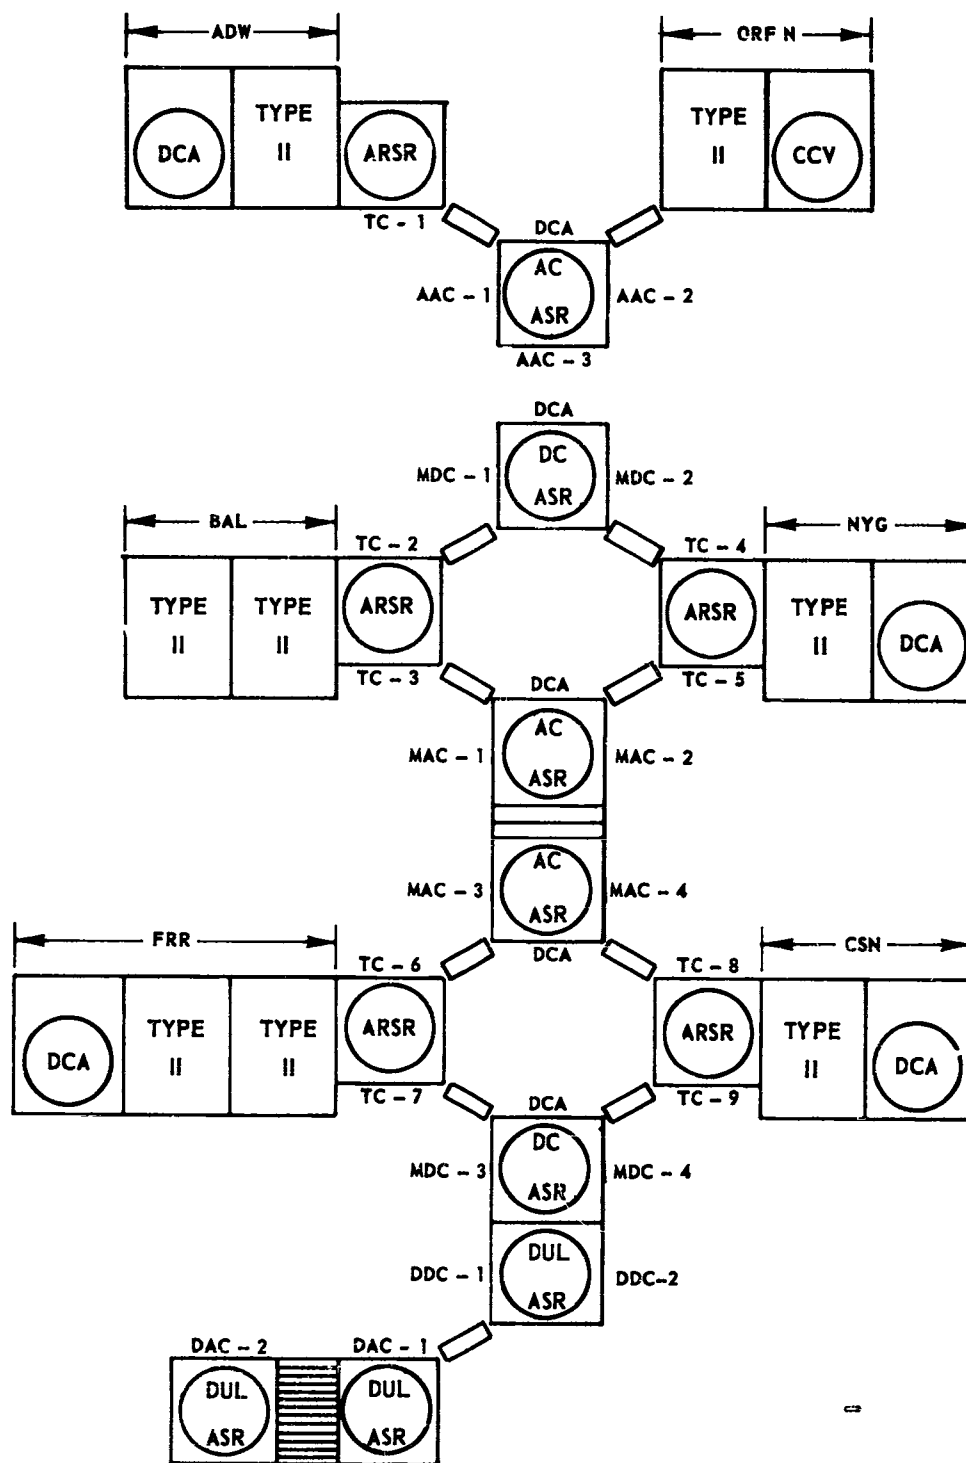 ADW
ORF N
DCA
TYPE
II
ARSR
TYPE
II
CCV
TC - 1
DCA
AAC - 1
AC
ASR
AAC - 2
AAC - 3
DCA
MDC - 1
DC
ASR
MDC - 2
BAL
NYG
TC - 2
TC - 4
TYPE
II
TYPE
II
ARSR
ARSR
TYPE
II
DCA
TC - 3
TC - 5
DCA
MAC - 1
AC
ASR
MAC - 2
MAC - 3
AC
ASR
MAC - 4
DCA
FRR
CSN
TC - 6
TC - 8
DCA
TYPE
II
TYPE
II
ARSR
ARSR
TYPE
II
DCA
TC - 7
TC - 9
DCA
MDC - 3
DC
ASR
MDC - 4
DDC - 1
DUL
ASR
DDC-2
DAC - 2
DAC - 1
DUL
ASR
DUL
ASR